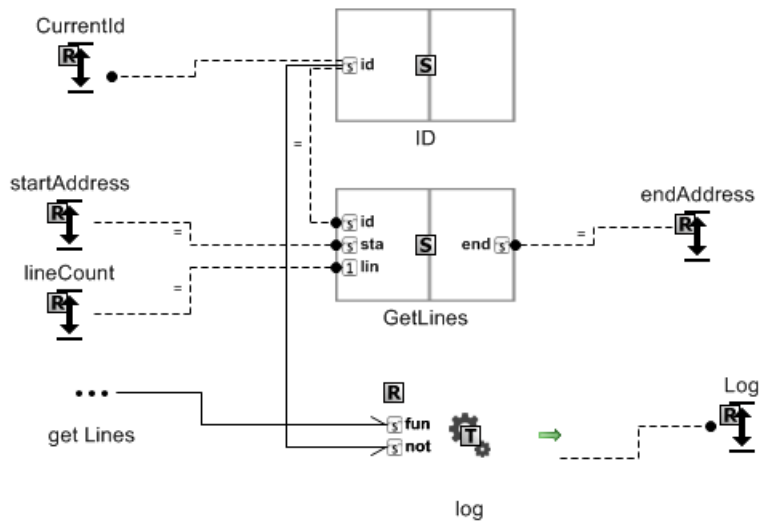 CurrentId
R
s id
S
ID
startAddress
R
=
=
lineCount
R
=
s id
s sta
1 lin
S
end s
GetLines
=
endAddress
R
...
get Lines
R
s fun
s not
T
log
Log
R